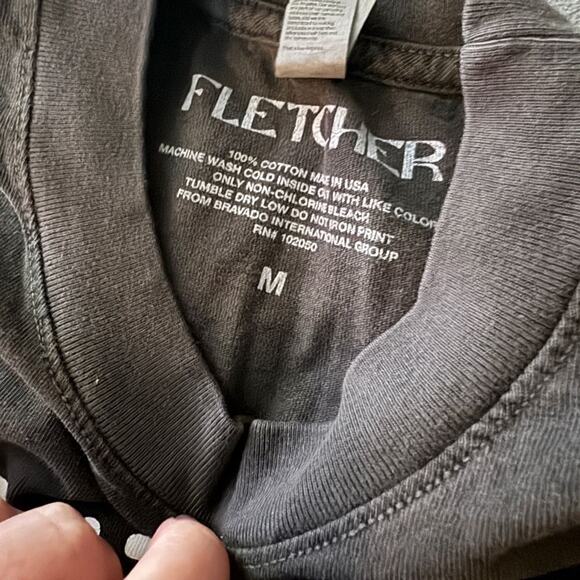 FLETCHER
100% COTTON MADE IN USA
MACHINE WASH COLD INSIDE OUT WITH LIKE COLOR
ONLY NON-CHLORINE BLEACH
TUMBLE DRY LOW DO NOT IRON PRINT
FROM BRAVADO INTERNATIONAL GROUP
RN# 102050
M